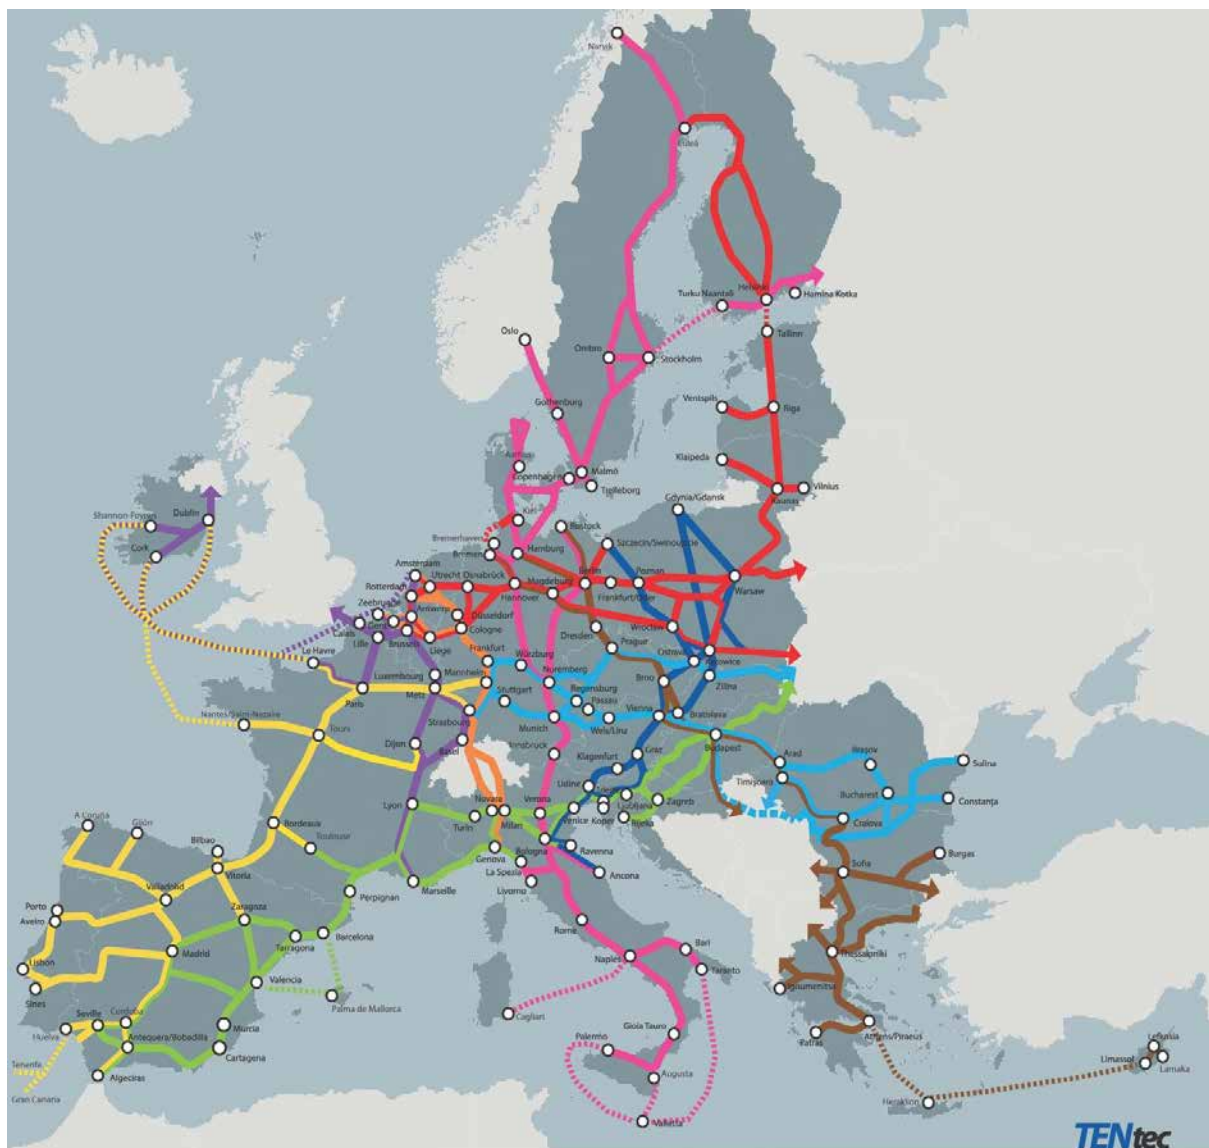 Narvik
Luleå
Helsinki
Turku Naantali
Hamina Kotka
Tallinn
Oslo
Örebro
Stockholm
Ventspils
Riga
Gothenburg
Klaipeda
Aarhus
Copenhagen
Malmö
Trelleborg
Kaunas
Vilnius
Gdynia/Gdansk
Shannon-Foynes
Dublin
Cork
Kiel
Rostock
Bremerhaven
Bremen
Hamburg
Szczecin/Swinoujscie
Amsterdam
Utrecht
Osnabrück
Hannover
Magdeburg
Berlin
Poznan
Warsaw
Rotterdam
Frankfurt/Oder
Zeebrugge
Antwerp
Düsseldorf
Gent
Calais
Cologne
Wrocław
Dresden
Lille
Brussels
Liège
Prague
Ostrava
Katowice
Le Havre
Frankfurt
Würzburg
Luxembourg
Mannheim
Nuremberg
Brno
Zilina
Paris
Metz
Stuttgart
Regensburg
Passau
Nantes/Saint-Nazaire
Strasbourg
Munich
Wels/Linz
Vienna
Bratislava
Tours
Dijon
Basel
Innsbruck
Klagenfurt
Graz
Budapest
Arad
Brașov
Sulina
Timișoara
Udine
Bucharest
Constanța
Lyon
Novara
Verona
Ljubljana
Zagreb
Turin
Milan
Venice
Koper
Rijeka
Craiova
A Coruña
Gijón
Bordeaux
Bilbao
Toulouse
Genova
Bologna
Ravenna
Sofia
Burgas
Vitoria
La Spezia
Ancona
Valladolid
Marseille
Livorno
Perpignan
Porto
Aveiro
Zaragoza
Rome
Barcelona
Tarragona
Madrid
Bari
Thessaloniki
Lisbon
Naples
Taranto
Sines
Valencia
Igoumenitsa
Palma de Mallorca
Cagliari
Seville
Cordoba
Huelva
Murcia
Gioia Tauro
Antequera/Bobadilla
Palermo
Patras
Athens/Piraeus
Cartagena
Lefkosia
Limassol
Larnaka
Tenerife
Algeciras
Augusta
Gran Canaria
Heraklion
Valletta
TENtec